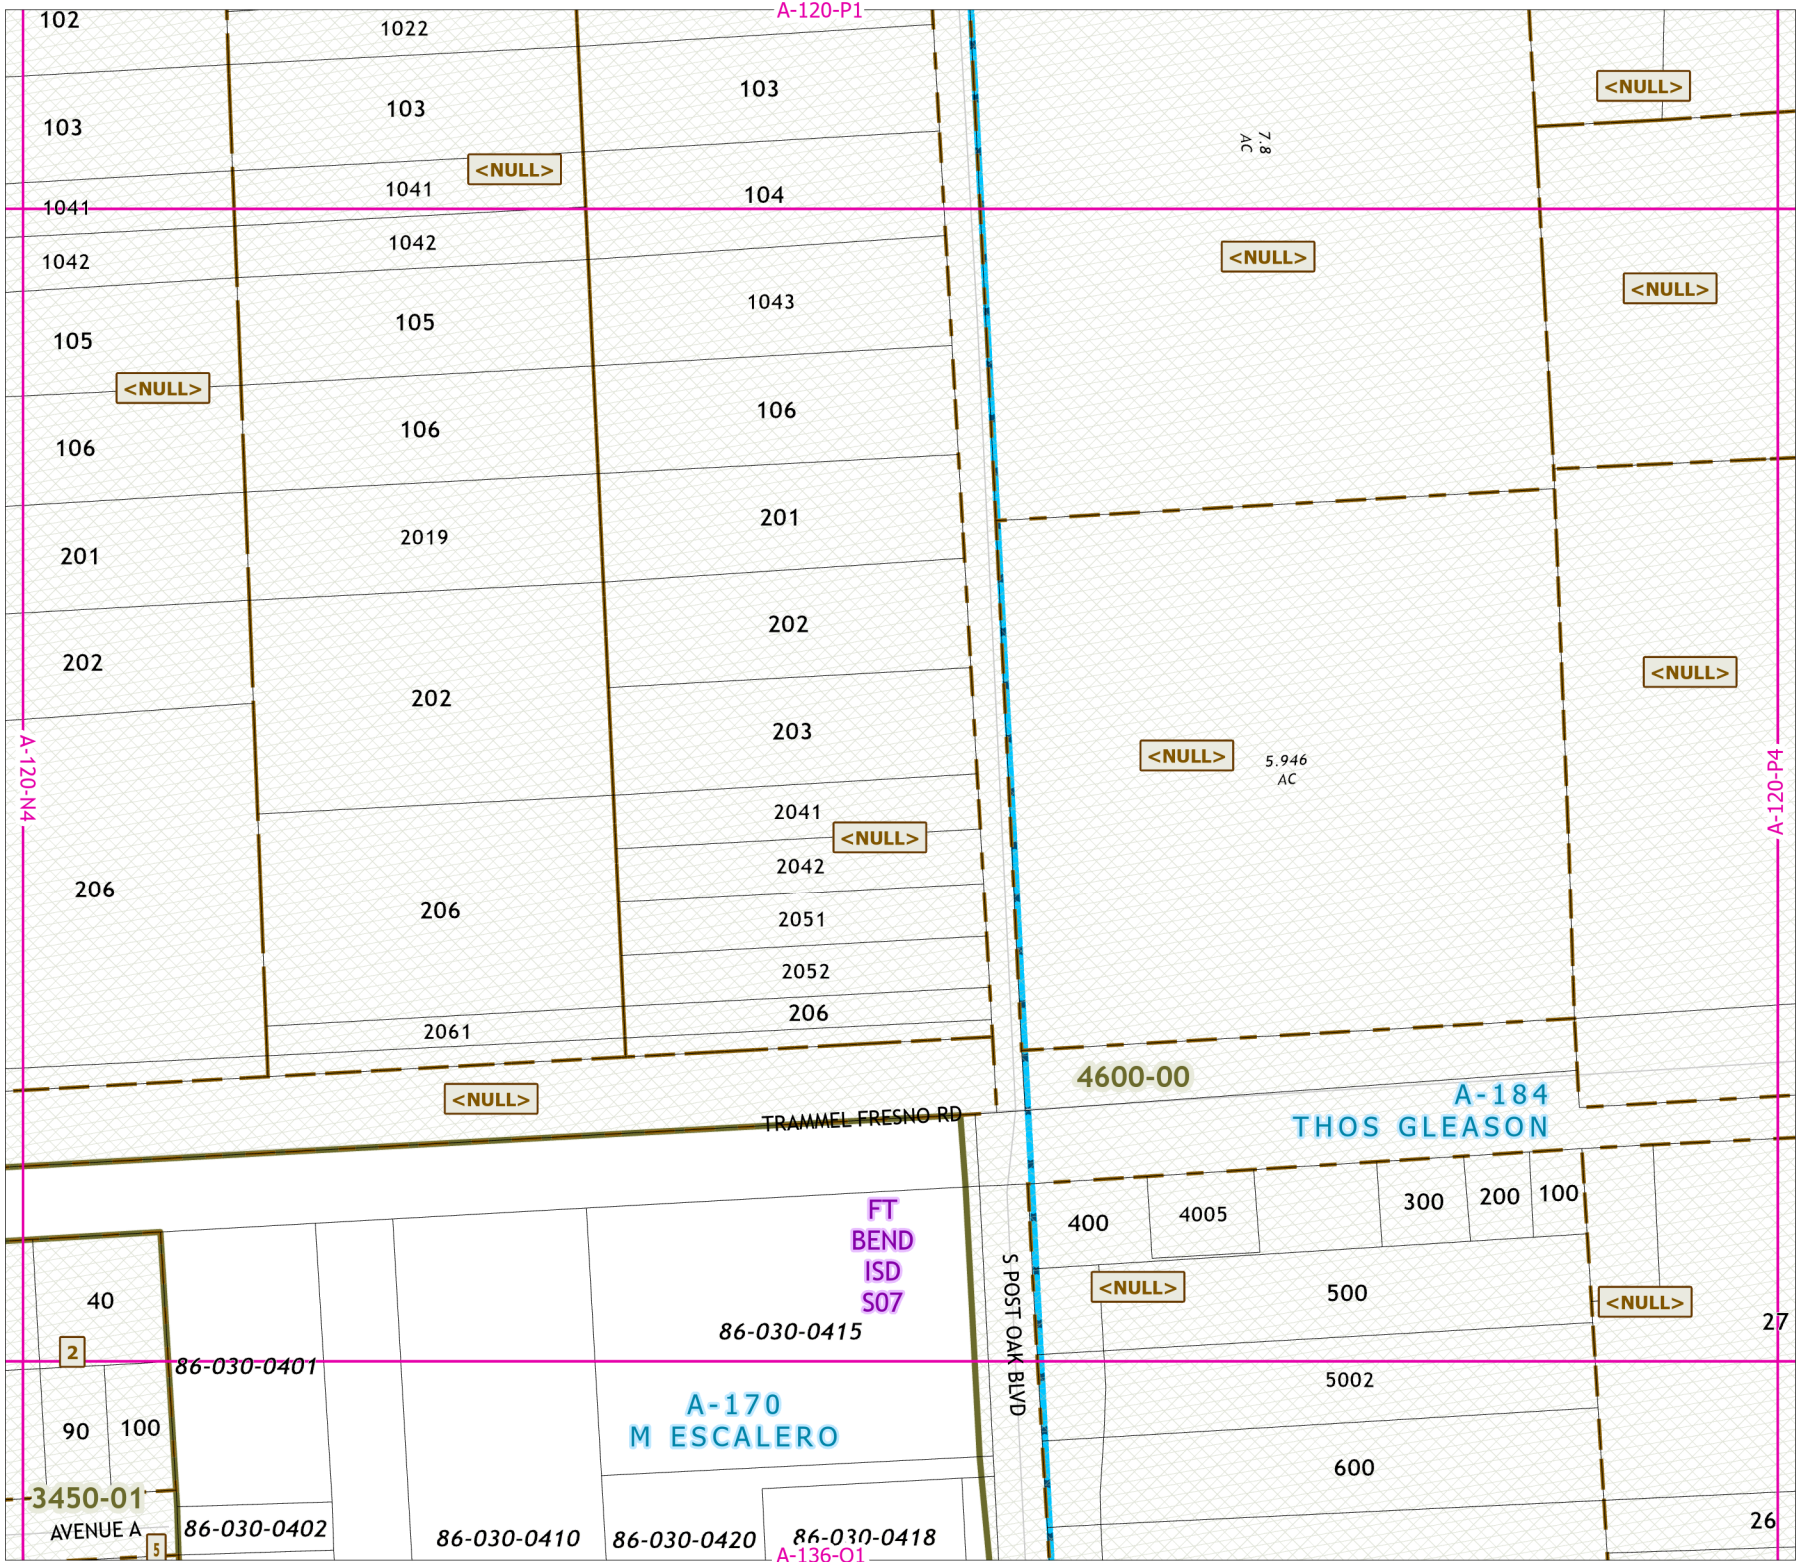 A-120-P1
102
1022
103
103
103
<NULL>
7.8
AC
<NULL>
1041
1041
104
1042
1042
<NULL>
<NULL>
105
105
1043
<NULL>
106
106
106
201
2019
201
202
202
202
203
A-120-N4
<NULL>
5.946
AC
<NULL>
A-120-P4
2041
<NULL>
2042
206
206
2051
2052
206
2061
<NULL>
4600-00
A-184
THOS GLEASON
TRAMMEL FRESNO RD
FT
BEND
ISD
S07
400
4005
300
200
100
S POST OAK BLVD
<NULL>
500
<NULL>
27
40
2
86-030-0401
86-030-0415
5002
A-170
M ESCALERO
90
100
600
3450-01
AVENUE A
5
86-030-0402
86-030-0410
86-030-0420
86-030-0418
26
A-136-O1